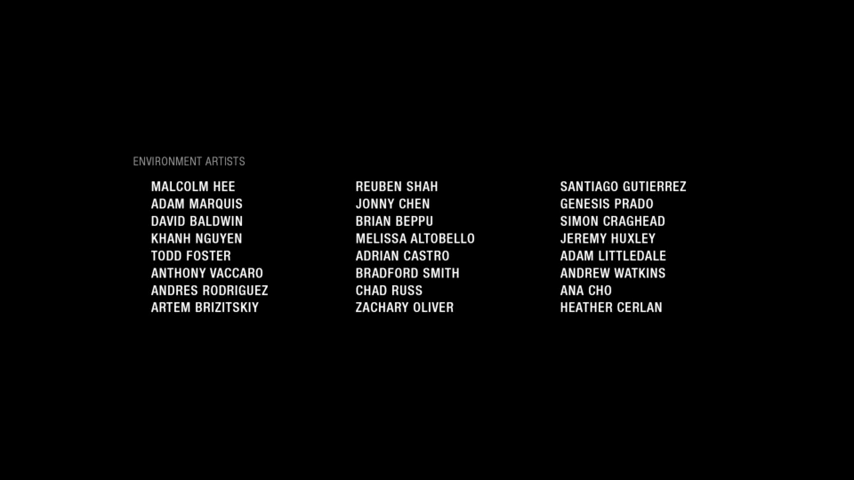 ENVIRONMENT ARTISTS
MALCOLM HEE
ADAM MARQUIS
DAVID BALDWIN
KHANH NGUYEN
TODD FOSTER
ANTHONY VACCARO
ANDRES RODRIGUEZ
ARTEM BRIZITSKIY
REUBEN SHAH
JONNY CHEN
BRIAN BEPPU
MELISSA ALTOBELLO
ADRIAN CASTRO
BRADFORD SMITH
CHAD RUSS
ZACHARY OLIVER
SANTIAGO GUTIERREZ
GENESIS PRADO
SIMON CRAGHEAD
JEREMY HUXLEY
ADAM LITTLEDALE
ANDREW WATKINS
ANA CHO
HEATHER CERLAN